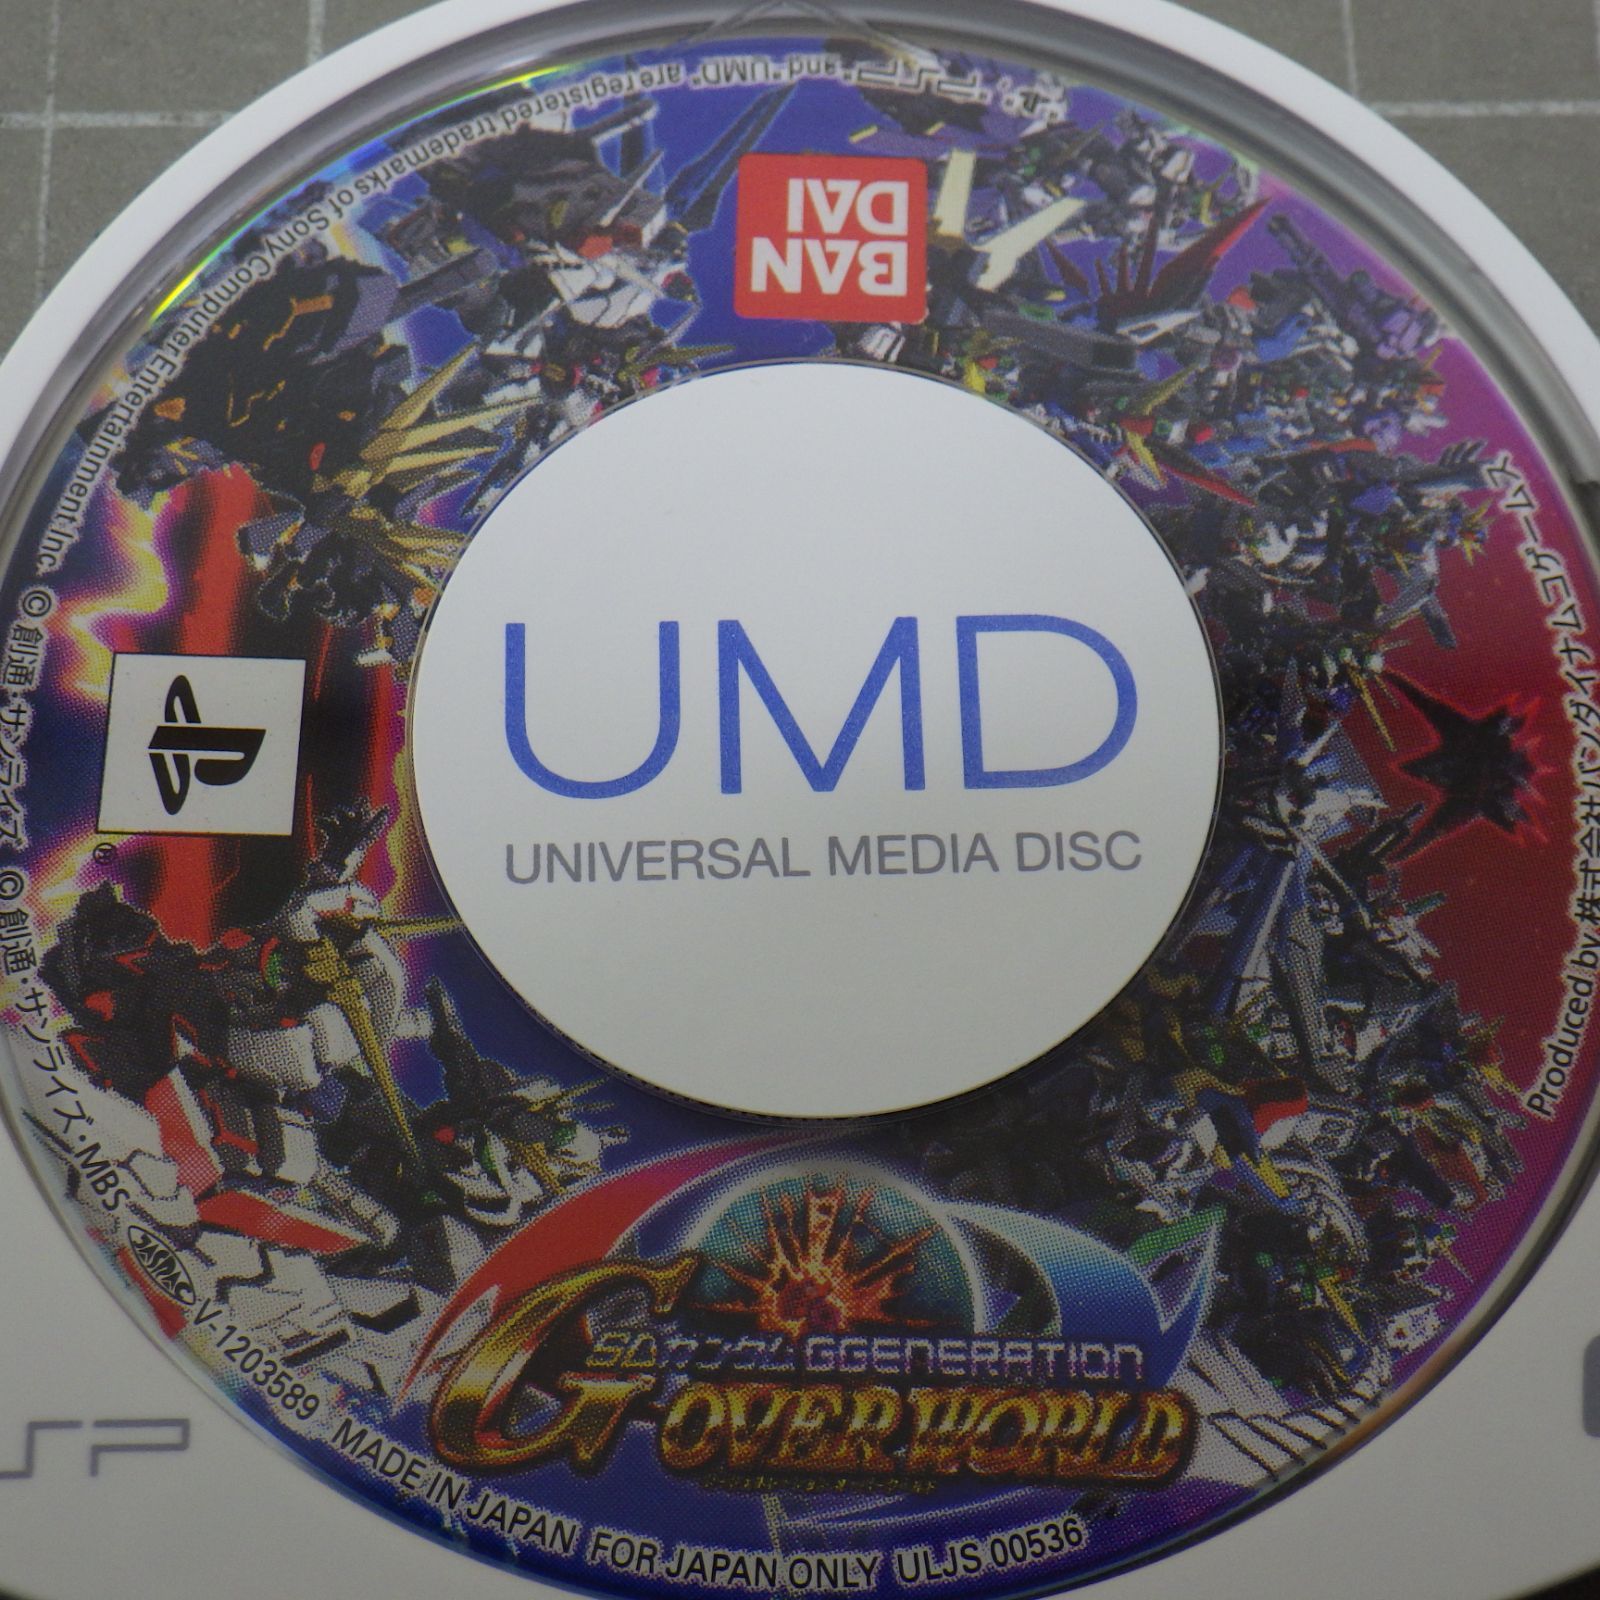 "PSP" and "UMD" are registered trademarks of Sony Computer Entertainment Inc.
BAN
DAI
UMD
UNIVERSAL MEDIA DISC
© 創通・サンライズ © 創通・サンライズ・MBS
JASRAC V-1203589 MADE IN JAPAN FOR JAPAN ONLY ULJS 00536
Produced by 株式会社バンダイナムコゲームス
SDガンダム GGENERATION
G OVER WORLD
PSP